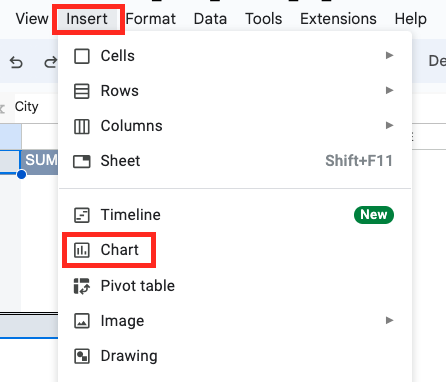 View Insert Format Data Tools Extensions Help
De
City
SUM
Cells
Rows
Columns
Sheet Shift+F11
Timeline New
Chart
Pivot table
Image
Drawing